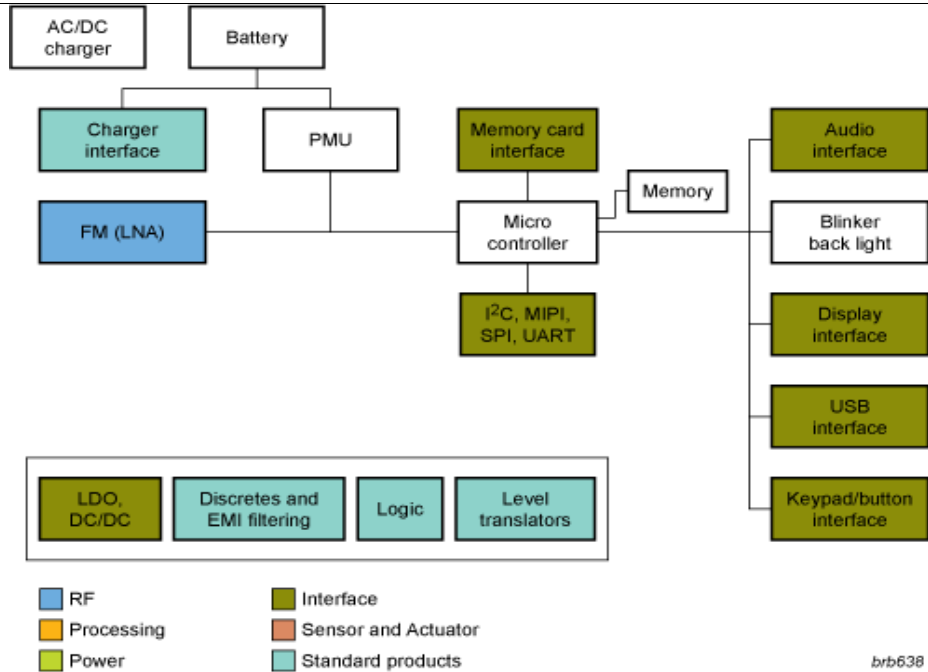 AC/DC
charger
Battery
Charger
interface
PMU
Memory card
interface
Audio
interface
Memory
FM (LNA)
Micro
controller
Blinker
back light
I²C, MIPI,
SPI, UART
Display
interface
USB
interface
LDO,
DC/DC
Discretes and
EMI filtering
Logic
Level
translators
Keypad/button
interface
RF
Interface
Processing
Sensor and Actuator
Power
Standard products
brb638